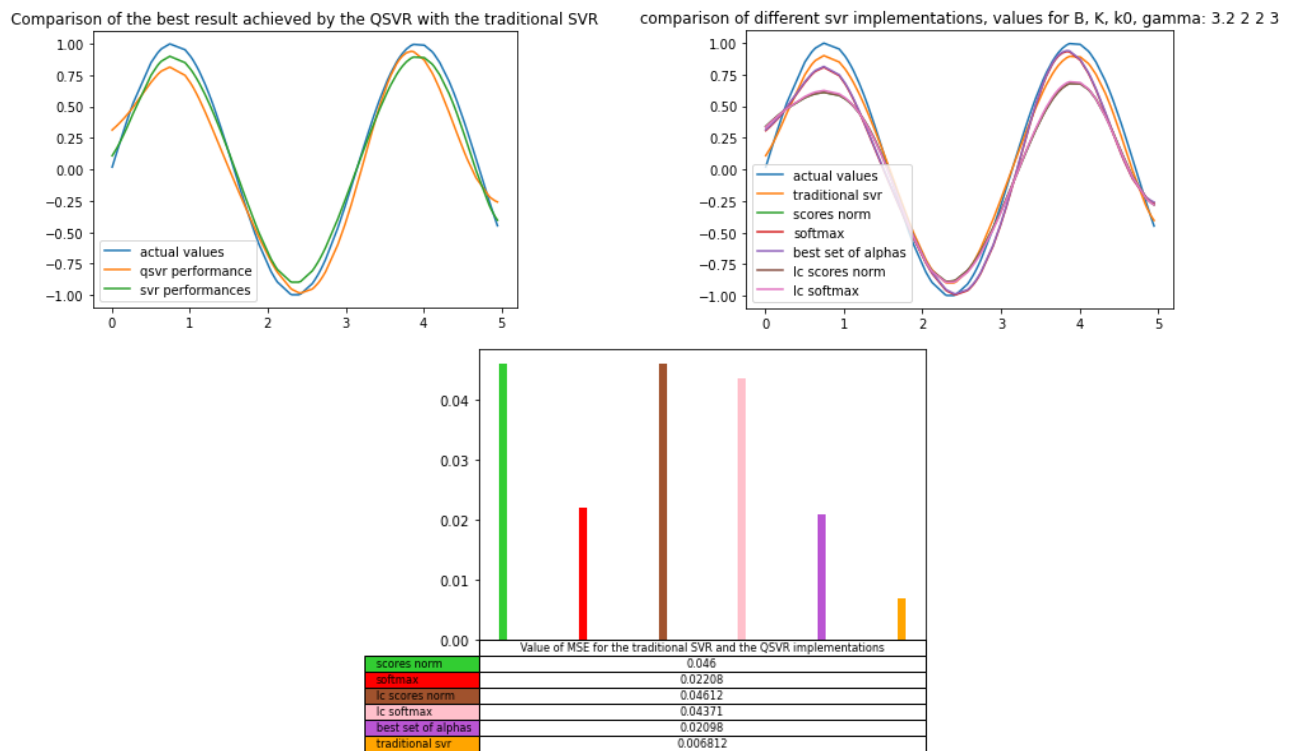 Comparison of the best result achieved by the QSVR with the traditional SVR
1.00
0.75
0.50
0.25
0.00
−0.25
−0.50
−0.75
−1.00
actual values
qsvr performance
svr performances
0 1 2 3 4 5
comparison of different svr implementations, values for B, K, k0, gamma: 3.2 2 2 3
1.00
0.75
0.50
0.25
0.00
−0.25
−0.50
−0.75
−1.00
actual values
traditional svr
scores norm
softmax
best set of alphas
lc scores norm
lc softmax
0 1 2 3 4 5
0.04
0.03
0.02
0.01
0.00
Value of MSE for the traditional SVR and the QSVR implementations
scores norm 0.046
softmax 0.02208
lc scores norm 0.04612
lc softmax 0.04371
best set of alphas 0.02098
traditional svr 0.006812